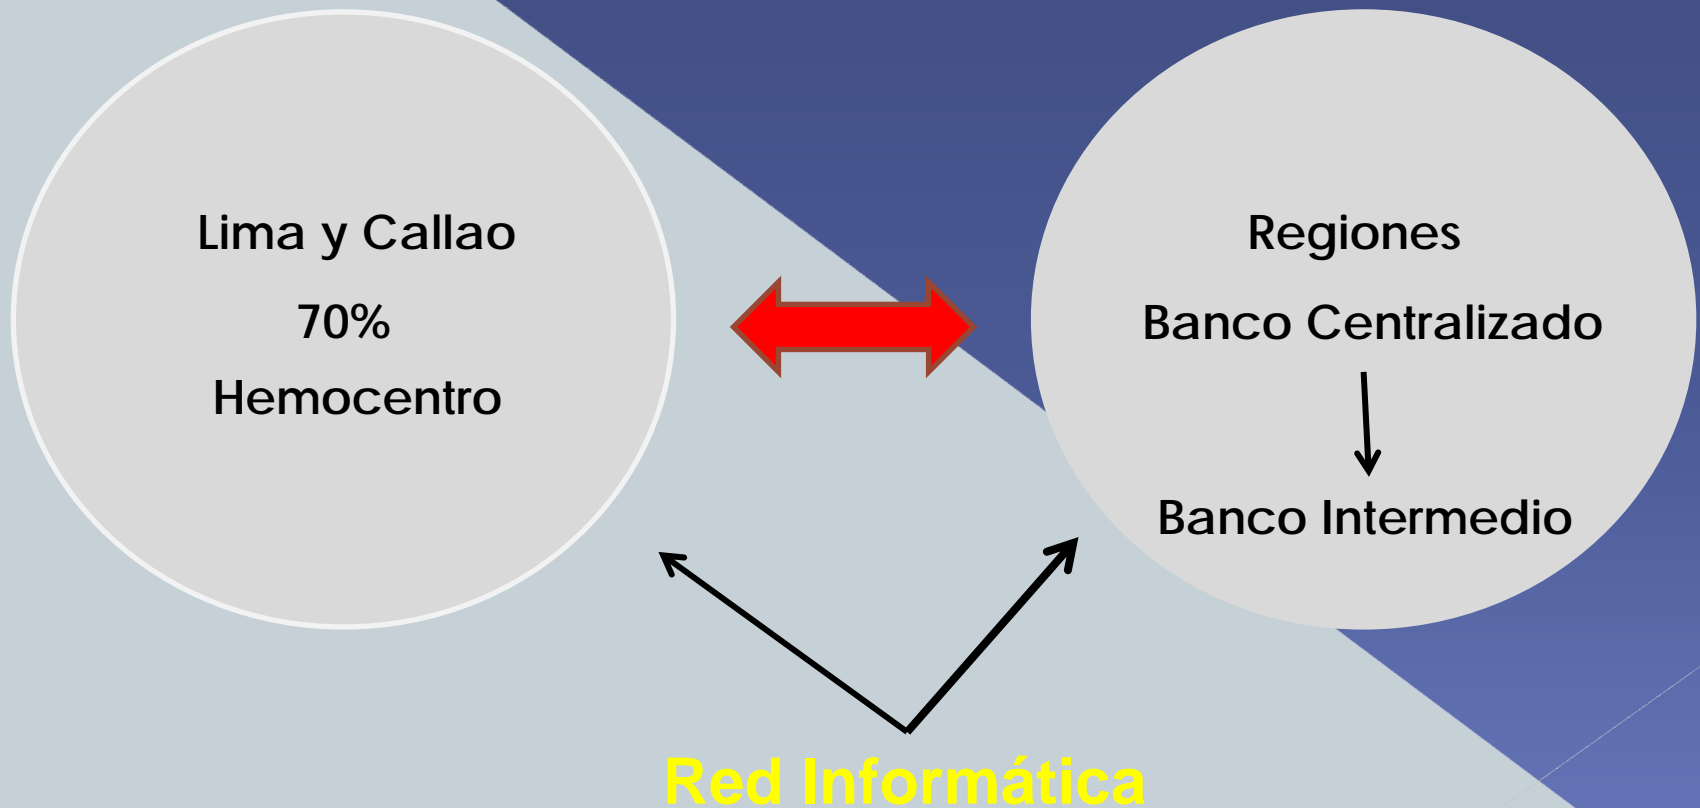 Lima y Callao
70%
Hemocentro
Regiones
Banco Centralizado
Banco Intermedio
Red Informática